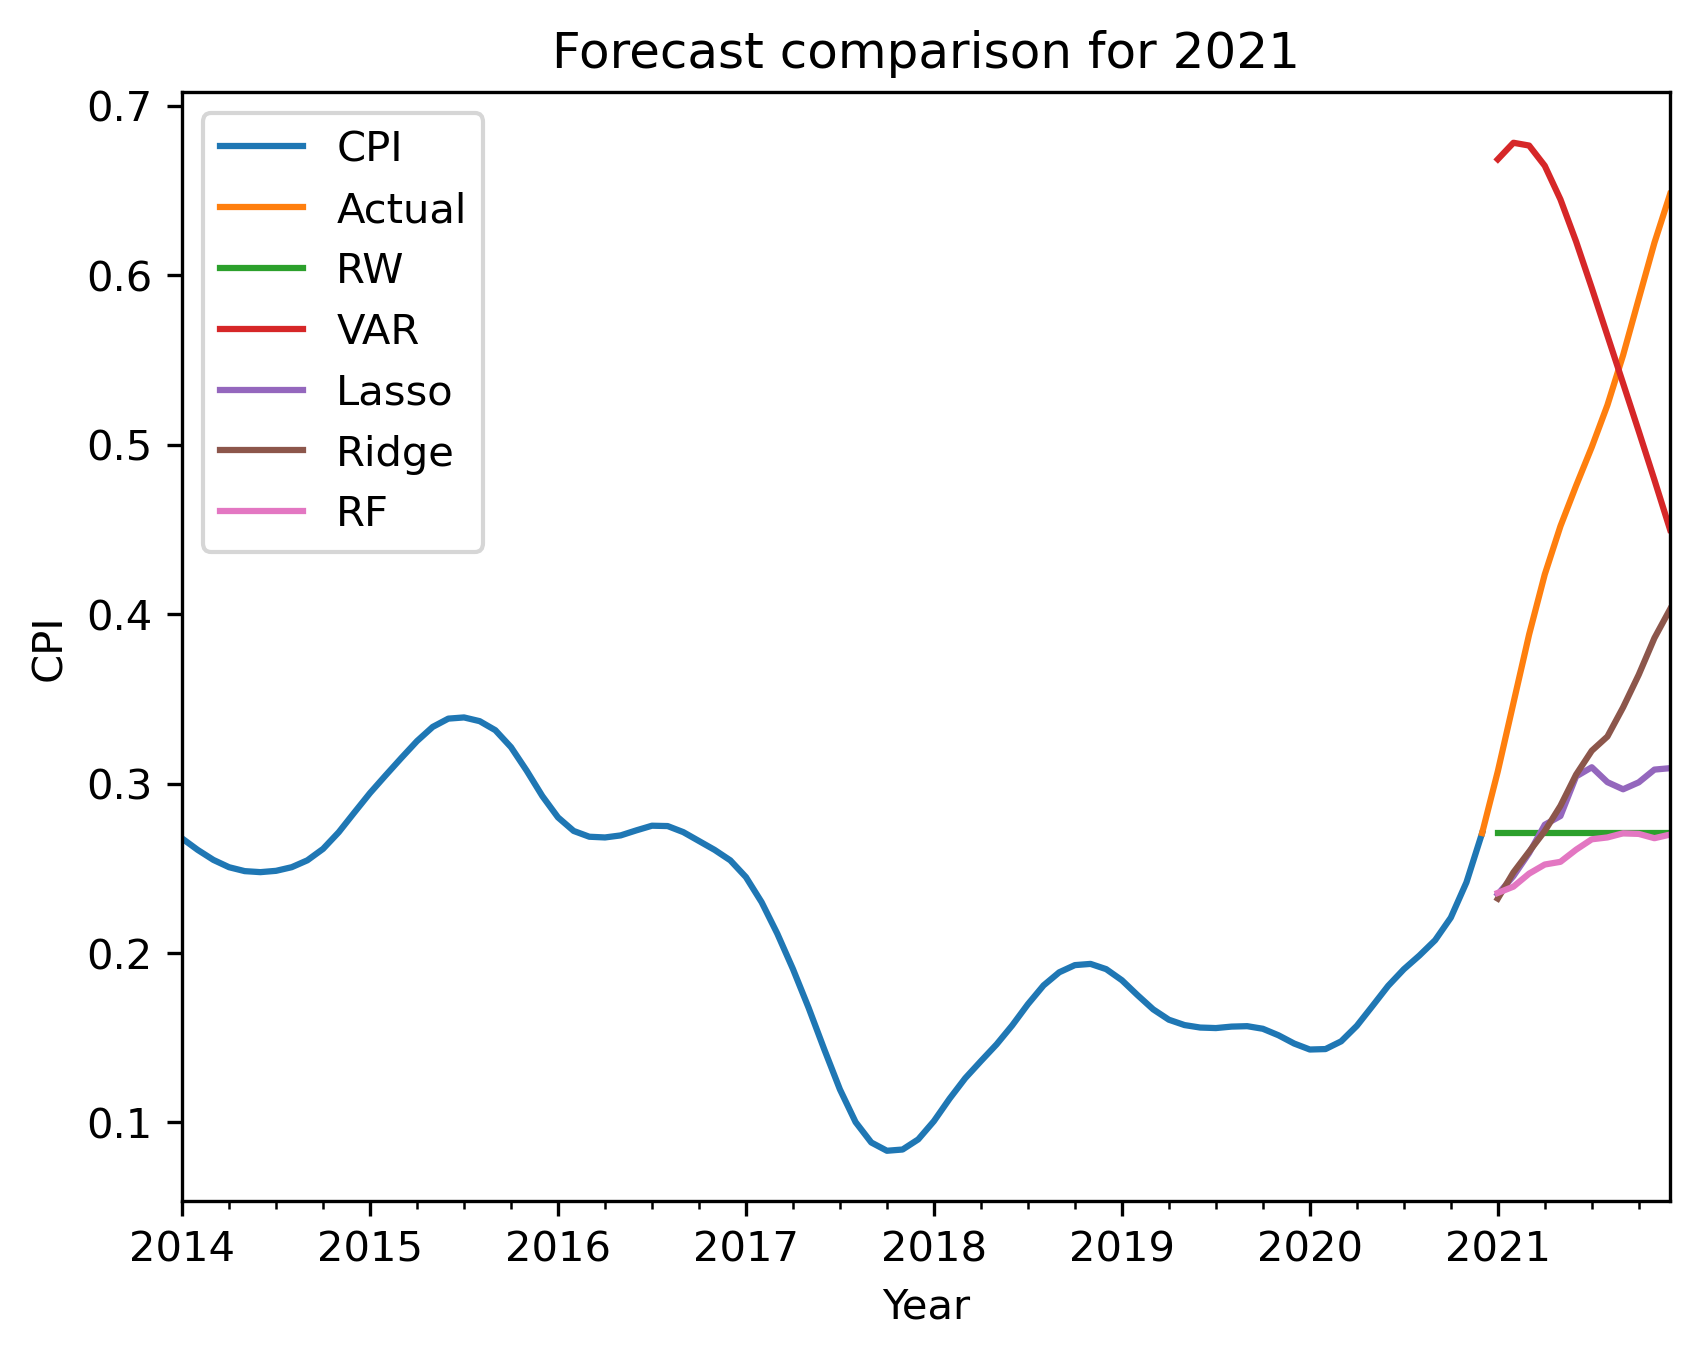 Forecast comparison for 2021
0.7
0.6
0.5
0.4
0.3
0.2
0.1
CPI
CPI
Actual
RW
VAR
Lasso
Ridge
RF
2014 2015 2016 2017 2018 2019 2020 2021
Year